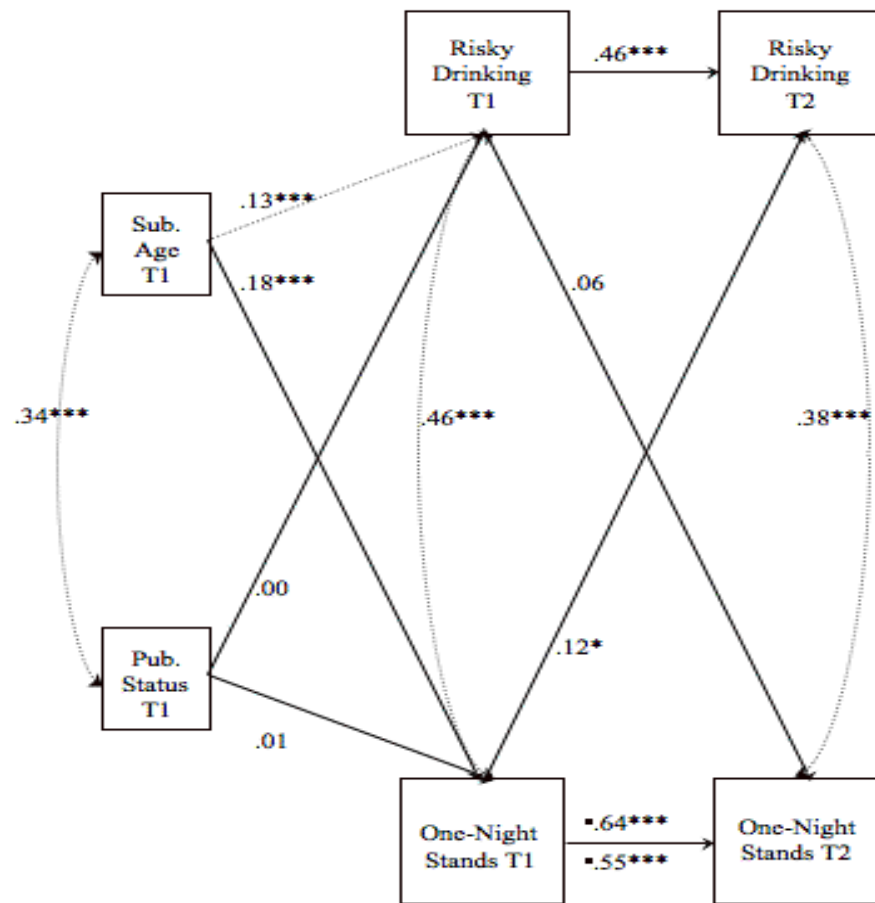 Risky
Drinking
T1
.46***
Risky
Drinking
T2
Sub.
Age
T1
.13***
.18***
.06
.34***
.46***
.38***
.00
.12*
Pub.
Status
T1
.01
One-Night
Stands T1
▪.64***
▪.55***
One-Night
Stands T2